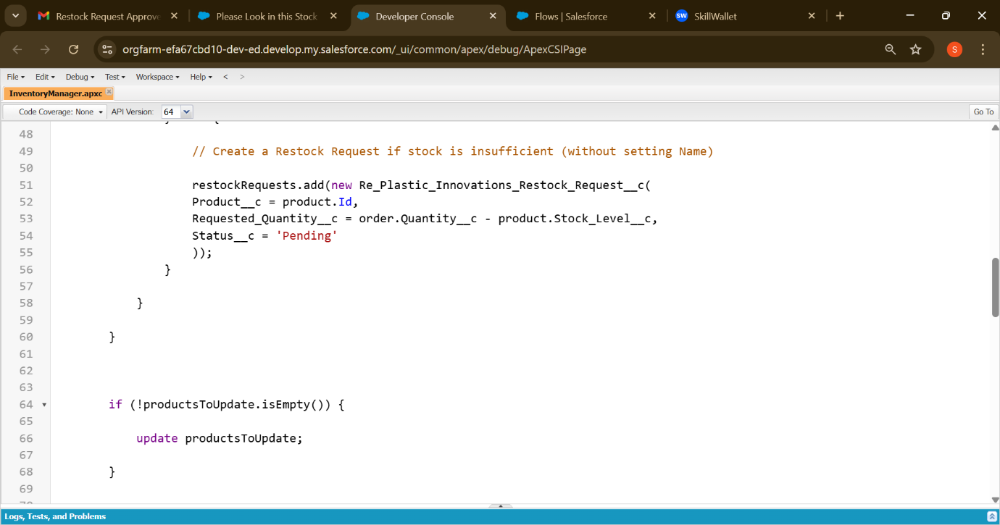 Restock Request Approve
Please Look in this Stock
Developer Console
Flows | Salesforce
SW SkillWallet
orgfarm-efa67cbd10-dev-ed.develop.my.salesforce.com/_ui/common/apex/debug/ApexCSIPage
S
File Edit Debug Test Workspace Help < >
InventoryManager.apxc
Code Coverage: None API Version: 64 Go To
48
49 // Create a Restock Request if stock is insufficient (without setting Name)
50
51 restockRequests.add(new Re_Plastic_Innovations_Restock_Request__c(
52 Product__c = product.Id,
53 Requested_Quantity__c = order.Quantity__c - product.Stock_Level__c,
54 Status__c = 'Pending'
55 ));
56 }
57
58 }
59
60 }
61
62
63
64 if (!productsToUpdate.isEmpty()) {
65
66 update productsToUpdate;
67
68 }
69
Logs, Tests, and Problems